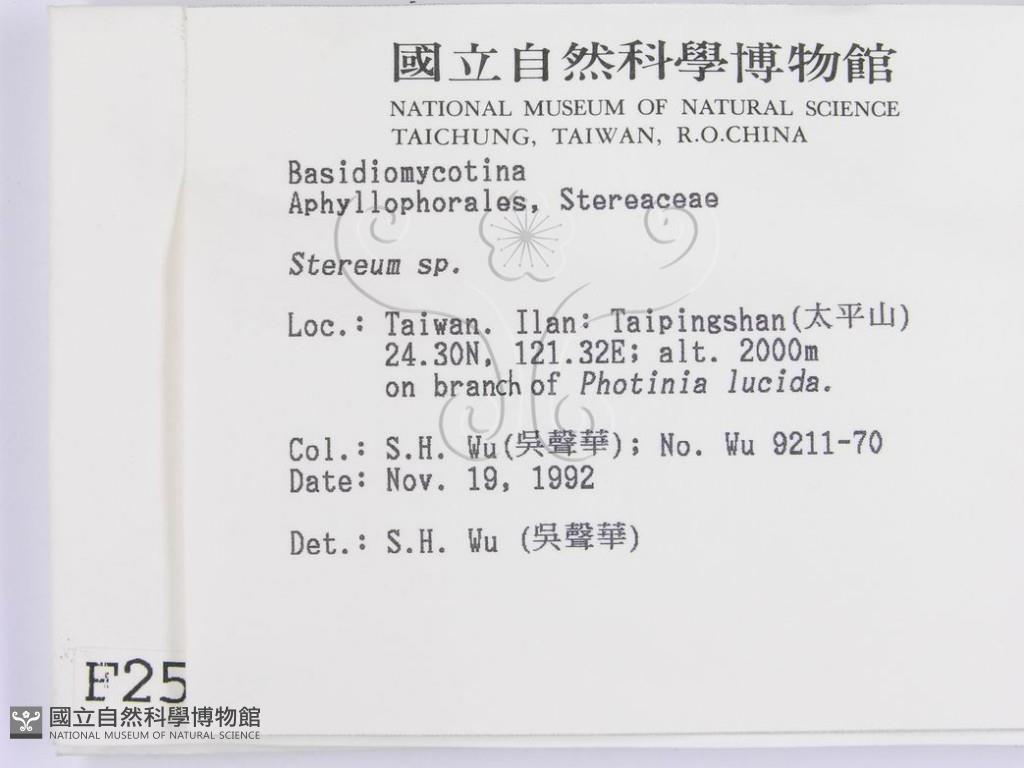 國立自然科學博物館
NATIONAL MUSEUM OF NATURAL SCIENCE
TAICHUNG, TAIWAN, R.O.CHINA
Basidiomycotina
Aphyllophorales, Stereaceae
Stereum sp.
Loc.: Taiwan. Ilan: Taipingshan(太平山)
24.30N, 121.32E; alt. 2000m
on branch of Photinia lucida.
Col.: S.H. Wu(吳聲華); No. Wu 9211-70
Date: Nov. 19, 1992
Det.: S.H. Wu (吳聲華)
F25
國立自然科學博物館
NATIONAL MUSEUM OF NATURAL SCIENCE